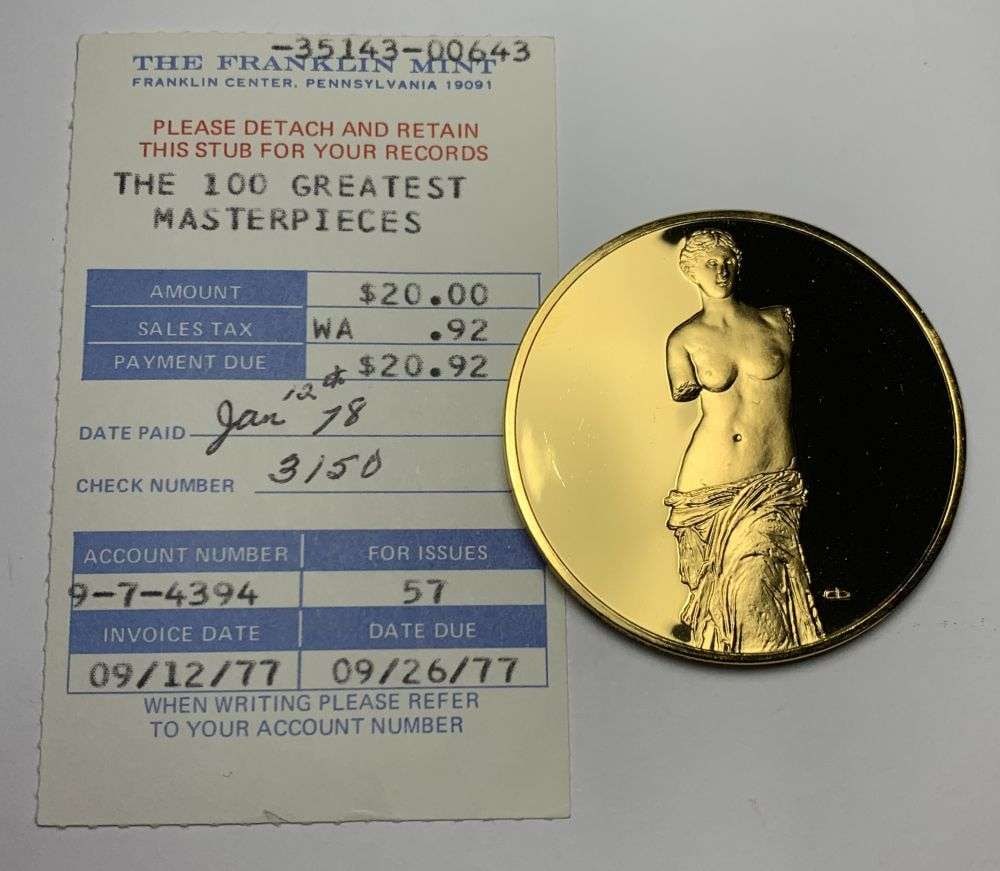 -35143-00643
THE FRANKLIN MINT
FRANKLIN CENTER, PENNSYLVANIA 19091
PLEASE DETACH AND RETAIN
THIS STUB FOR YOUR RECORDS
THE 100 GREATEST
MASTERPIECES
AMOUNT $20.00
SALES TAX WA .92
PAYMENT DUE $20.92
DATE PAID Jan 12th 78
CHECK NUMBER 3150
ACCOUNT NUMBER FOR ISSUES
9-7-4394 57
INVOICE DATE DATE DUE
09/12/77 09/26/77
WHEN WRITING PLEASE REFER
TO YOUR ACCOUNT NUMBER